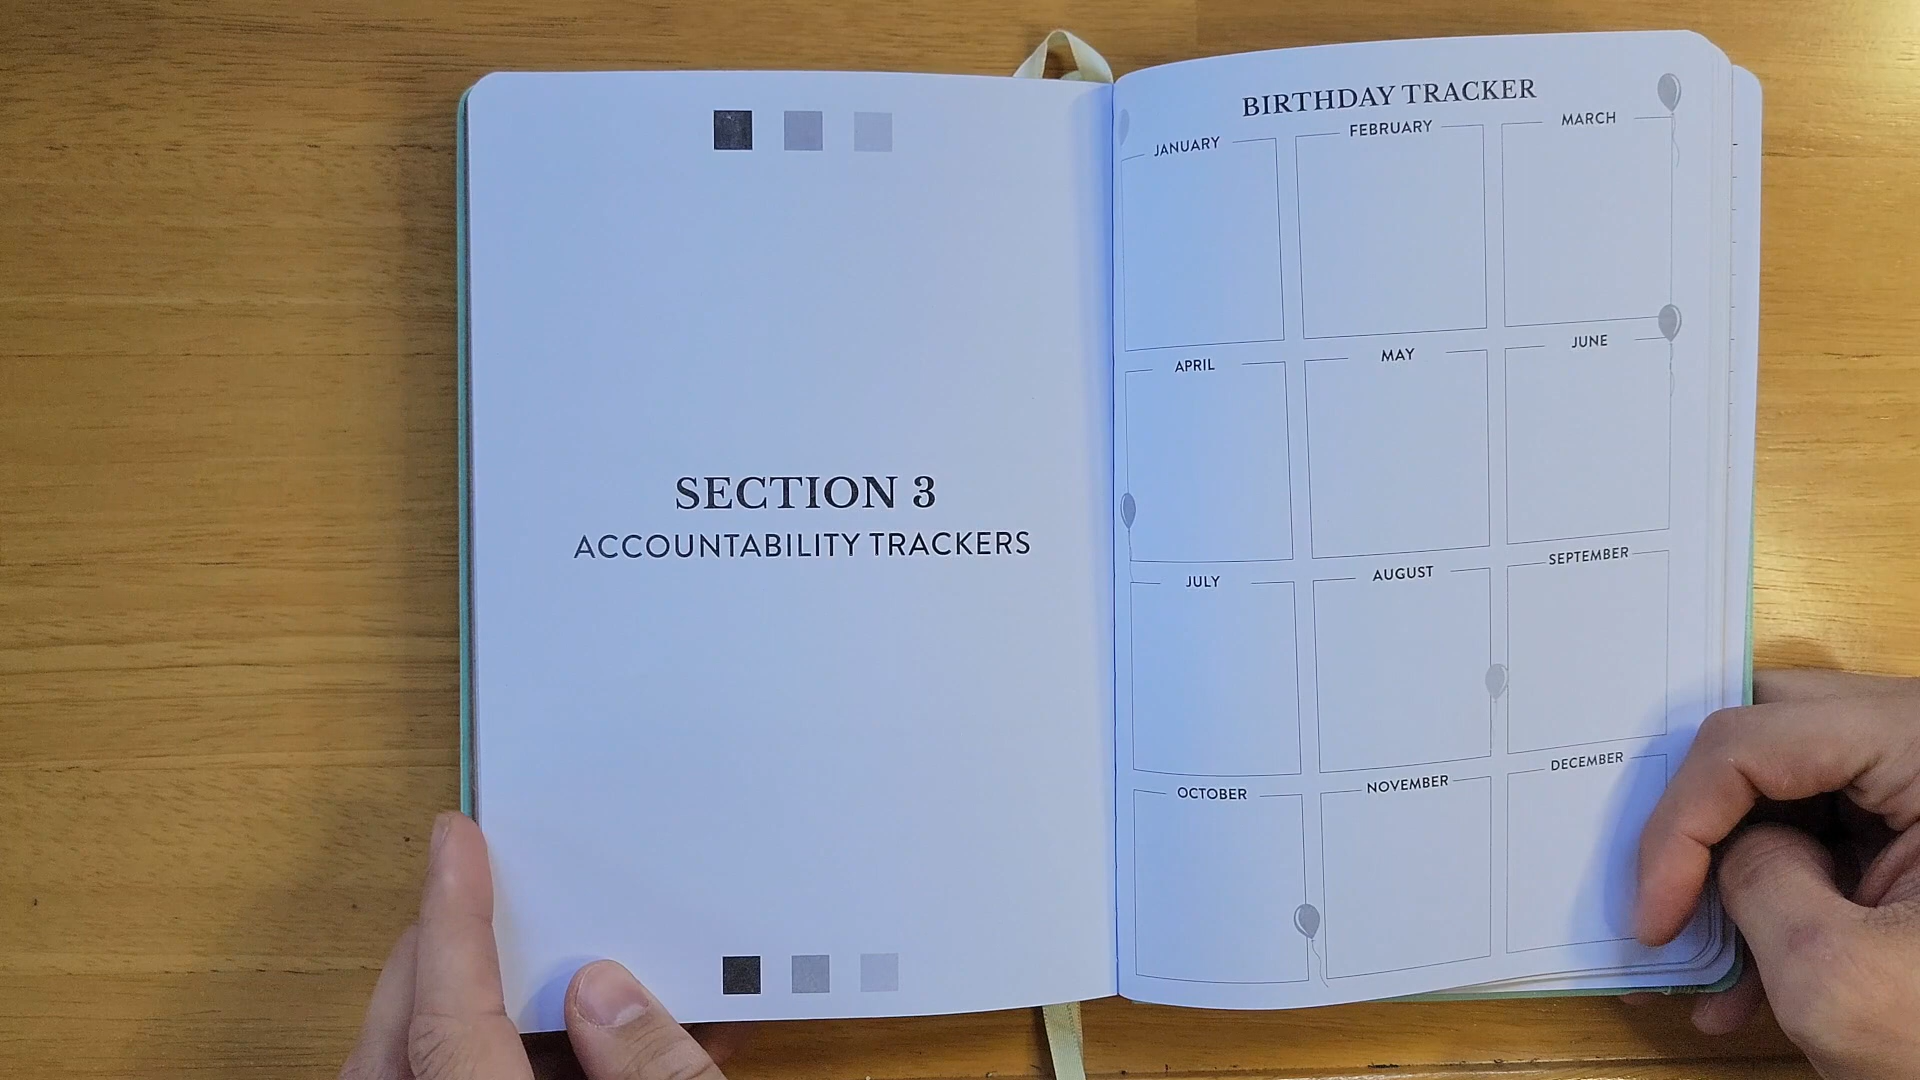 SECTION 3
ACCOUNTABILITY TRACKERS
BIRTHDAY TRACKER
JANUARY
FEBRUARY
MARCH
APRIL
MAY
JUNE
JULY
AUGUST
SEPTEMBER
OCTOBER
NOVEMBER
DECEMBER